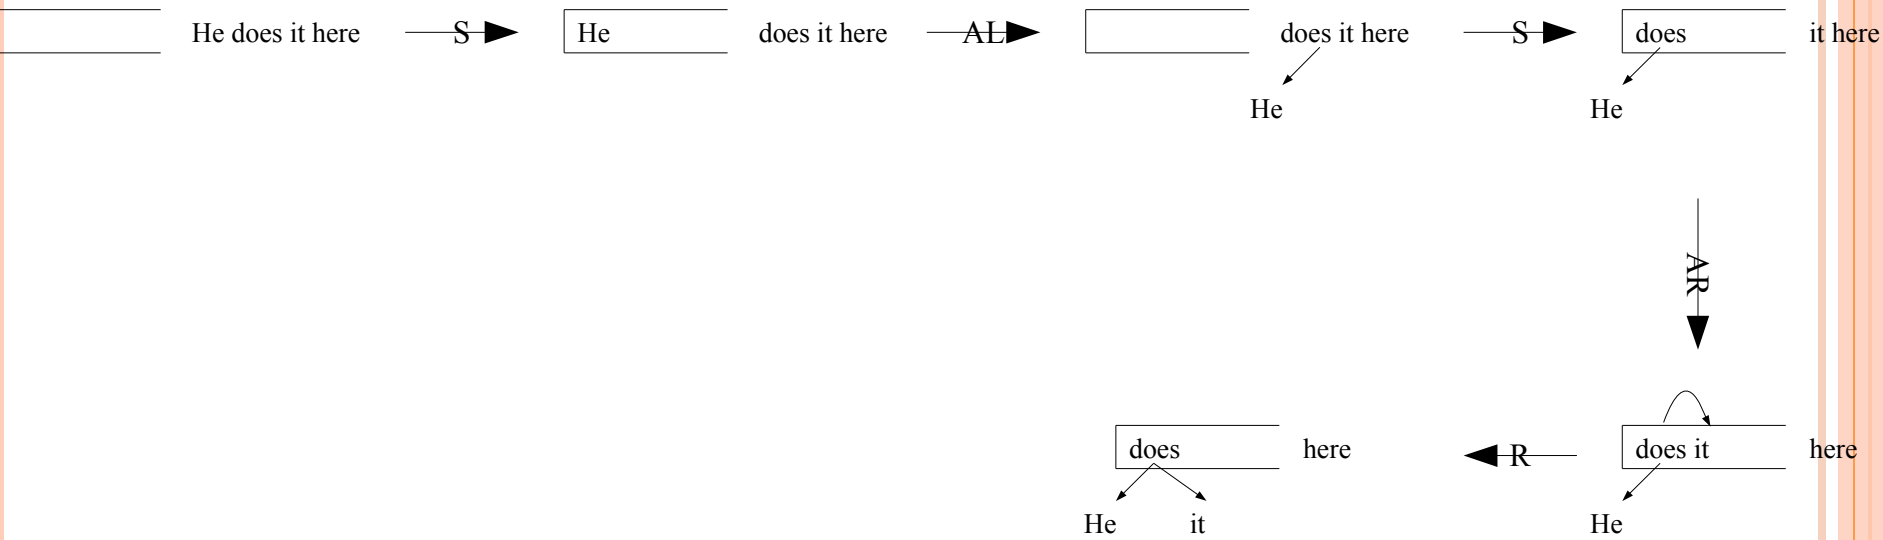 He does it here S He does it here AL does it here S does it here
He He
AR
does here R does it here
He it He